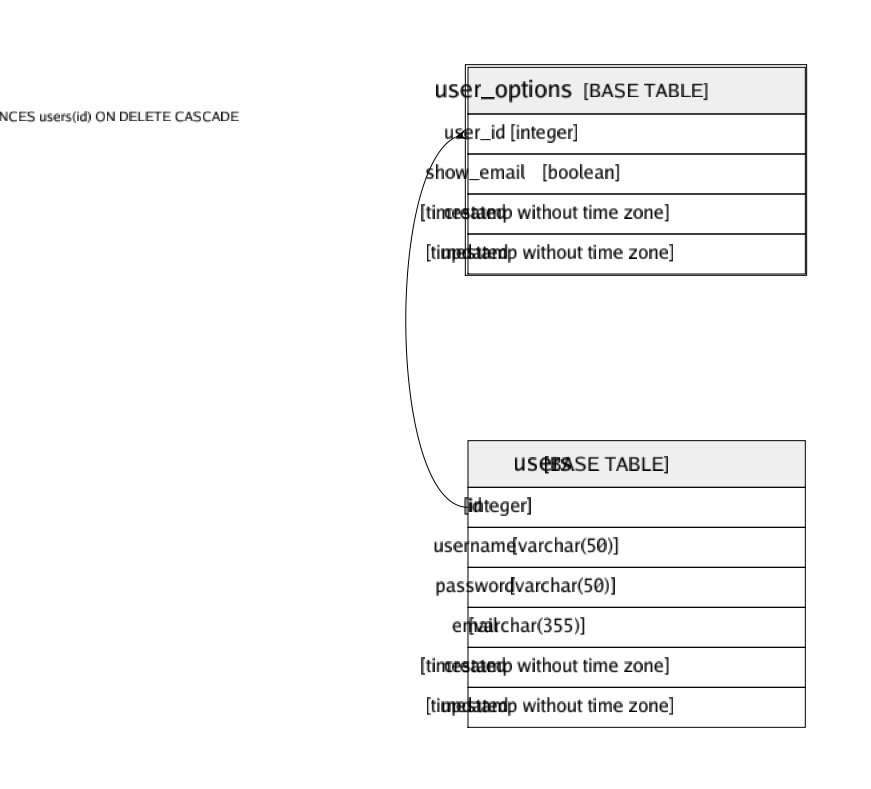 user_options [BASE TABLE]
NCES users(id) ON DELETE CASCADE
user_id [integer]
show_email [boolean]
created [timestamp without time zone]
updated [timestamp without time zone]
users [BASE TABLE]
id [integer]
username [varchar(50)]
password [varchar(50)]
email [varchar(355)]
created [timestamp without time zone]
updated [timestamp without time zone]